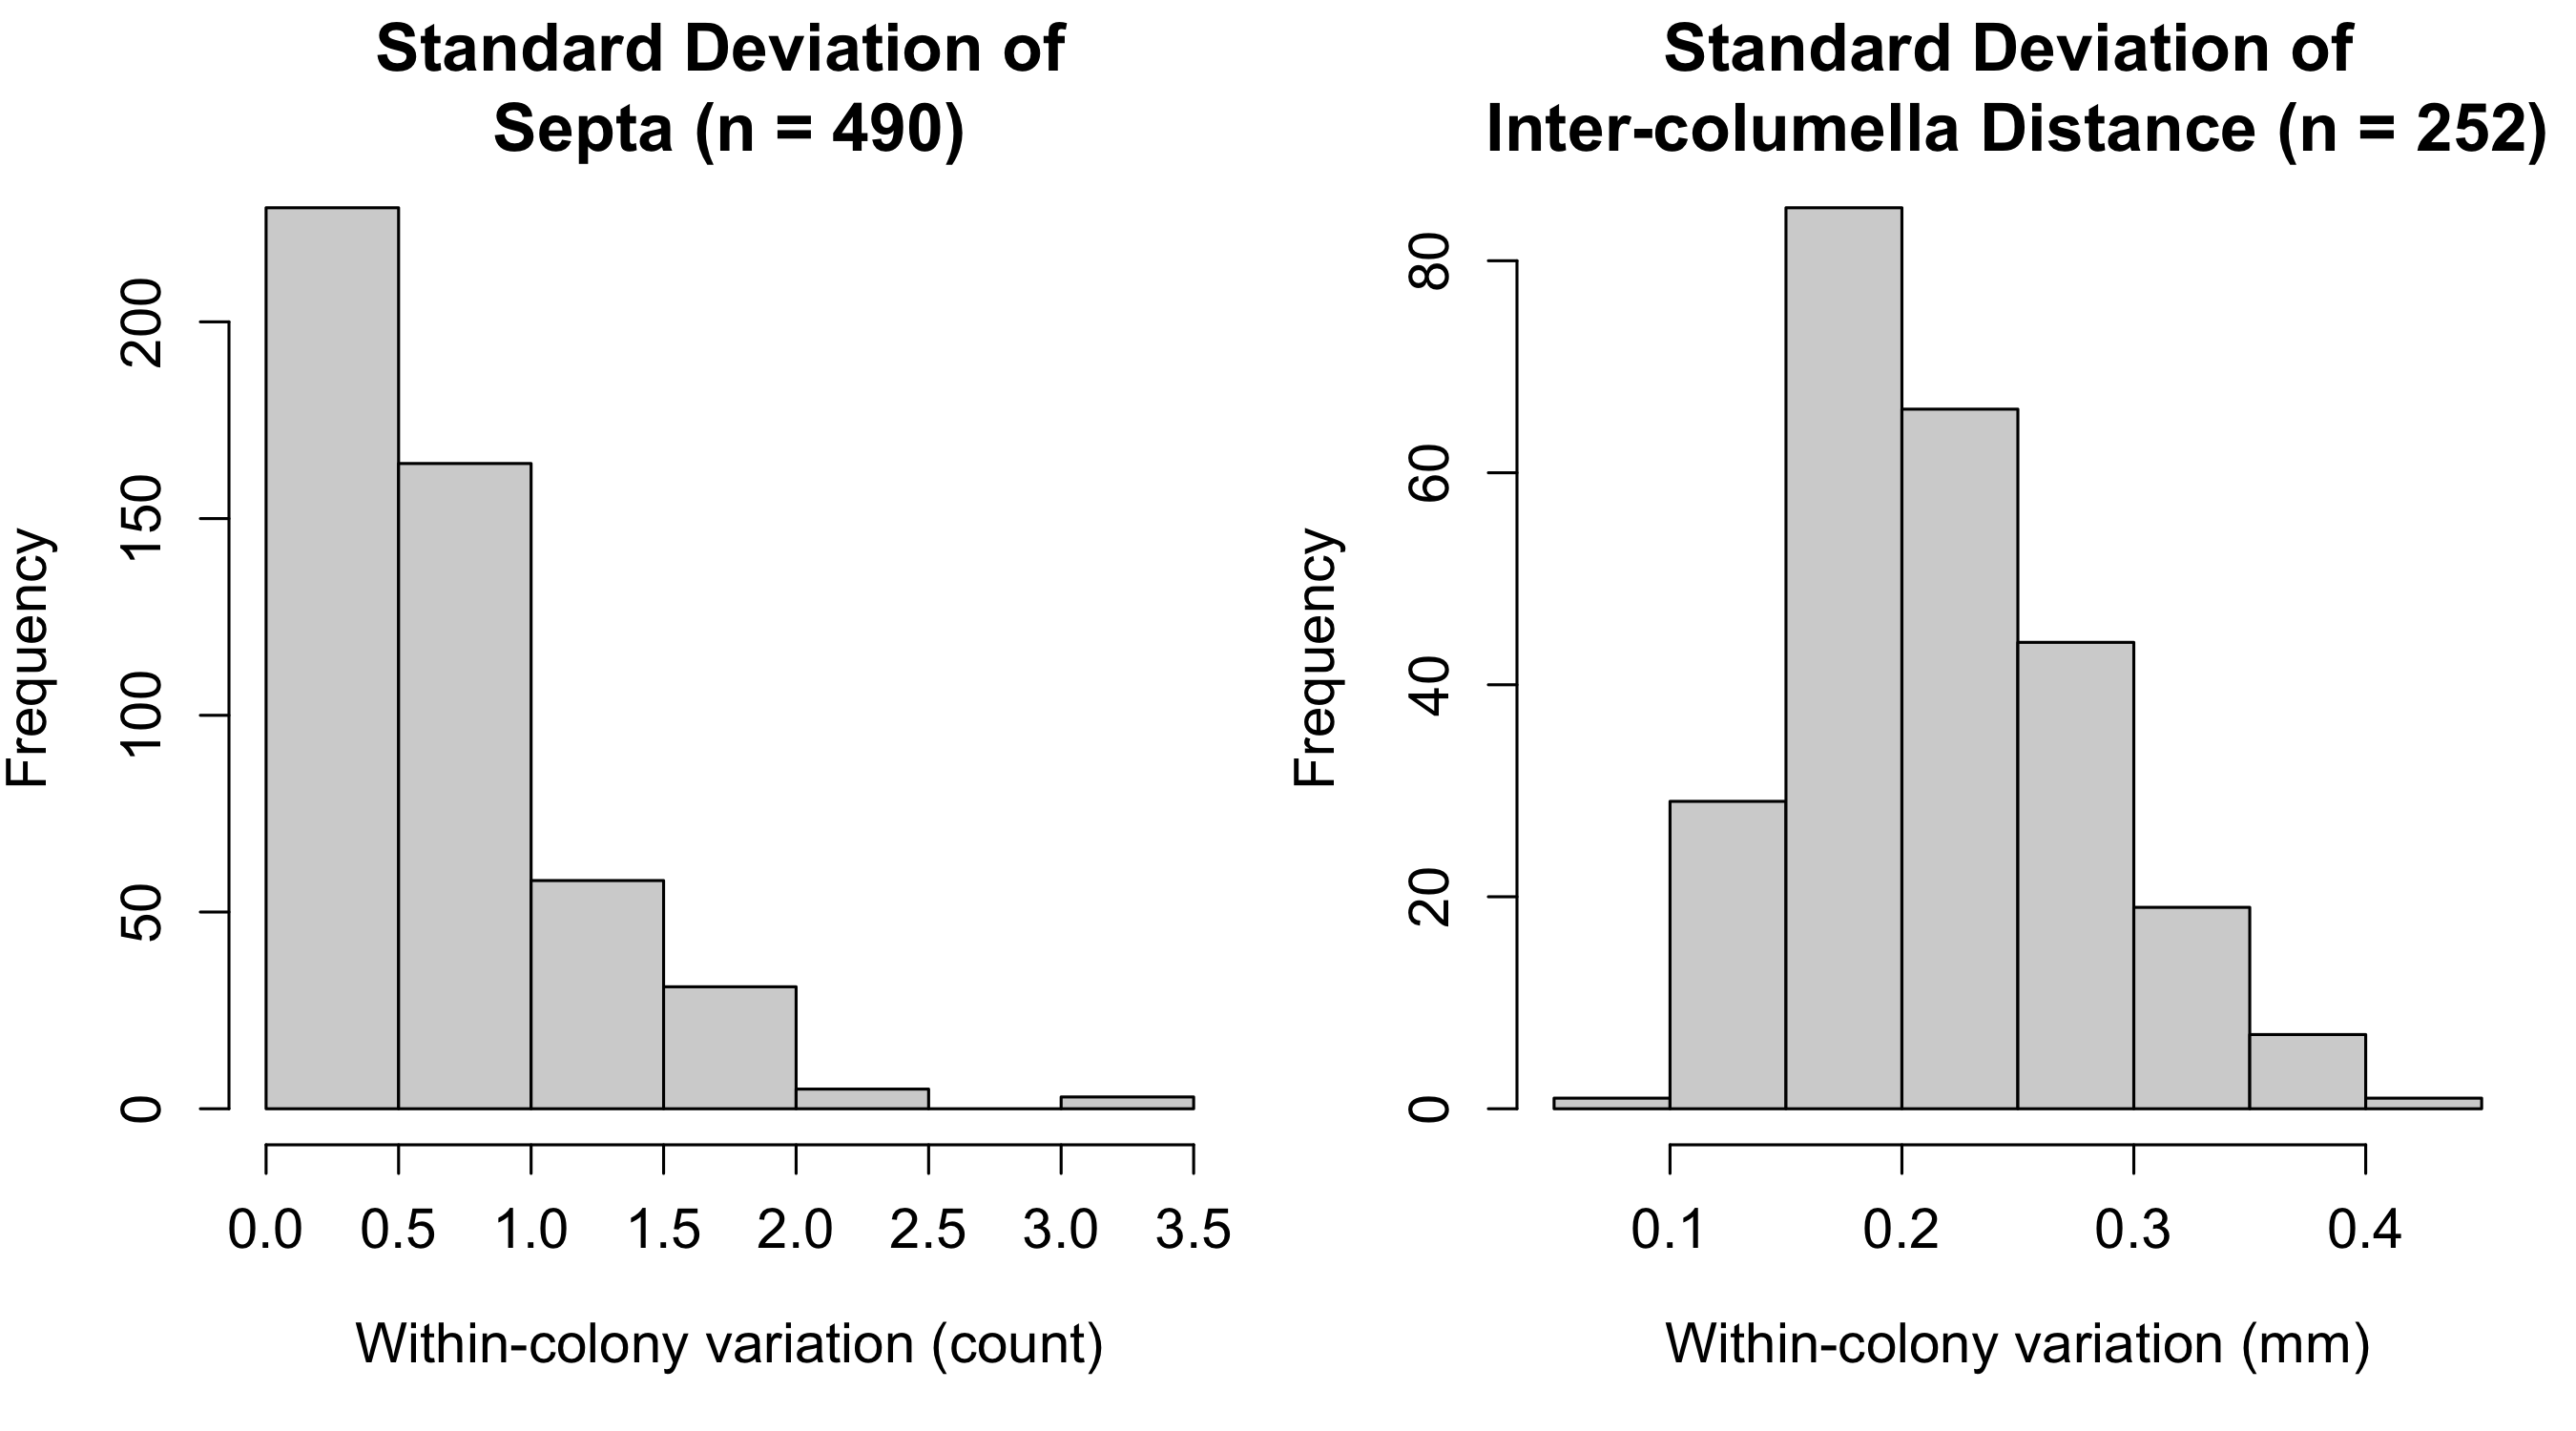 Standard Deviation of
Septa (n = 490)
Frequency
200
150
100
50
0
0.0 0.5 1.0 1.5 2.0 2.5 3.0 3.5
Within-colony variation (count)
Standard Deviation of
Inter-columella Distance (n = 252)
Frequency
80
60
40
20
0
0.1 0.2 0.3 0.4
Within-colony variation (mm)